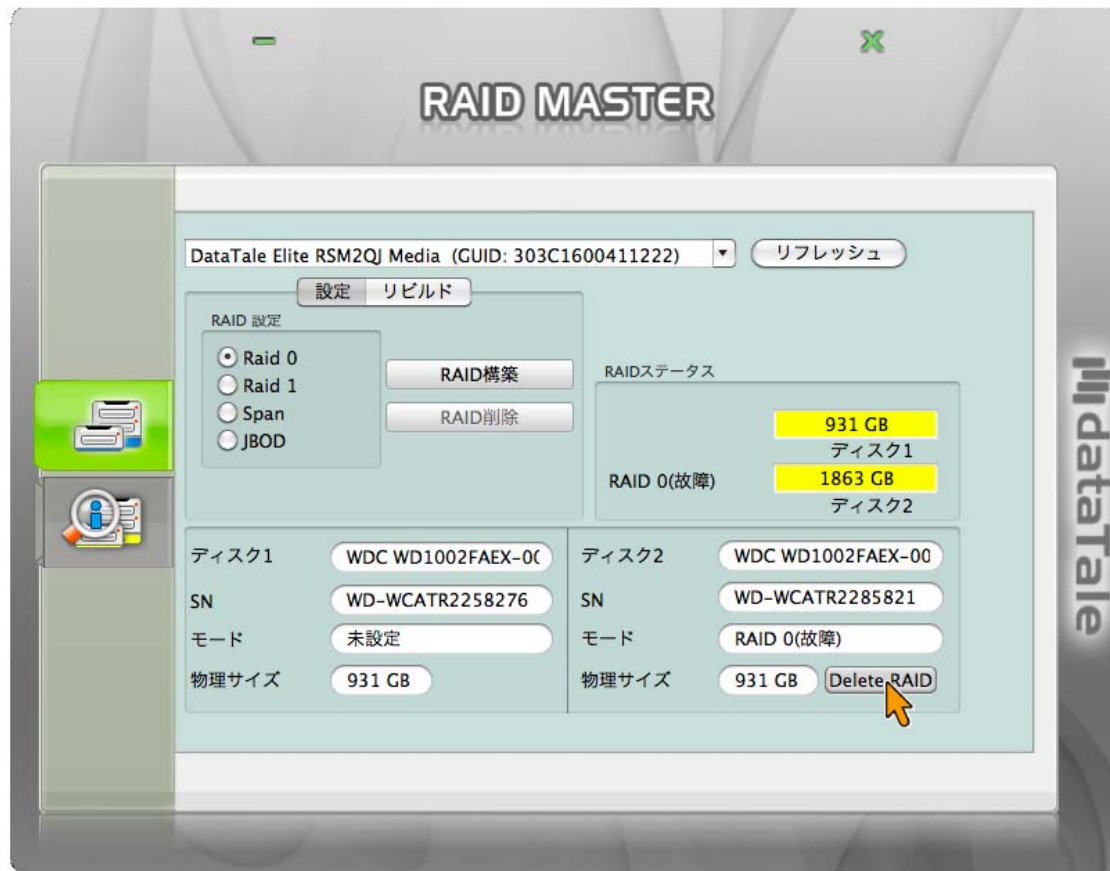 RAID MASTER
DataTale Elite RSM2QJ Media (GUID: 303C1600411222)
リフレッシュ
設定 リビルド
RAID 設定
Raid 0
Raid 1
Span
JBOD
RAID構築
RAID削除
RAIDステータス
931 GB
ディスク1
RAID 0(故障)
1863 GB
ディスク2
ディスク1 WDC WD1002FAEX-00
SN WD-WCATR2258276
モード 未設定
物理サイズ 931 GB
ディスク2 WDC WD1002FAEX-00
SN WD-WCATR2285821
モード RAID 0(故障)
物理サイズ 931 GB Delete RAID
dataTale